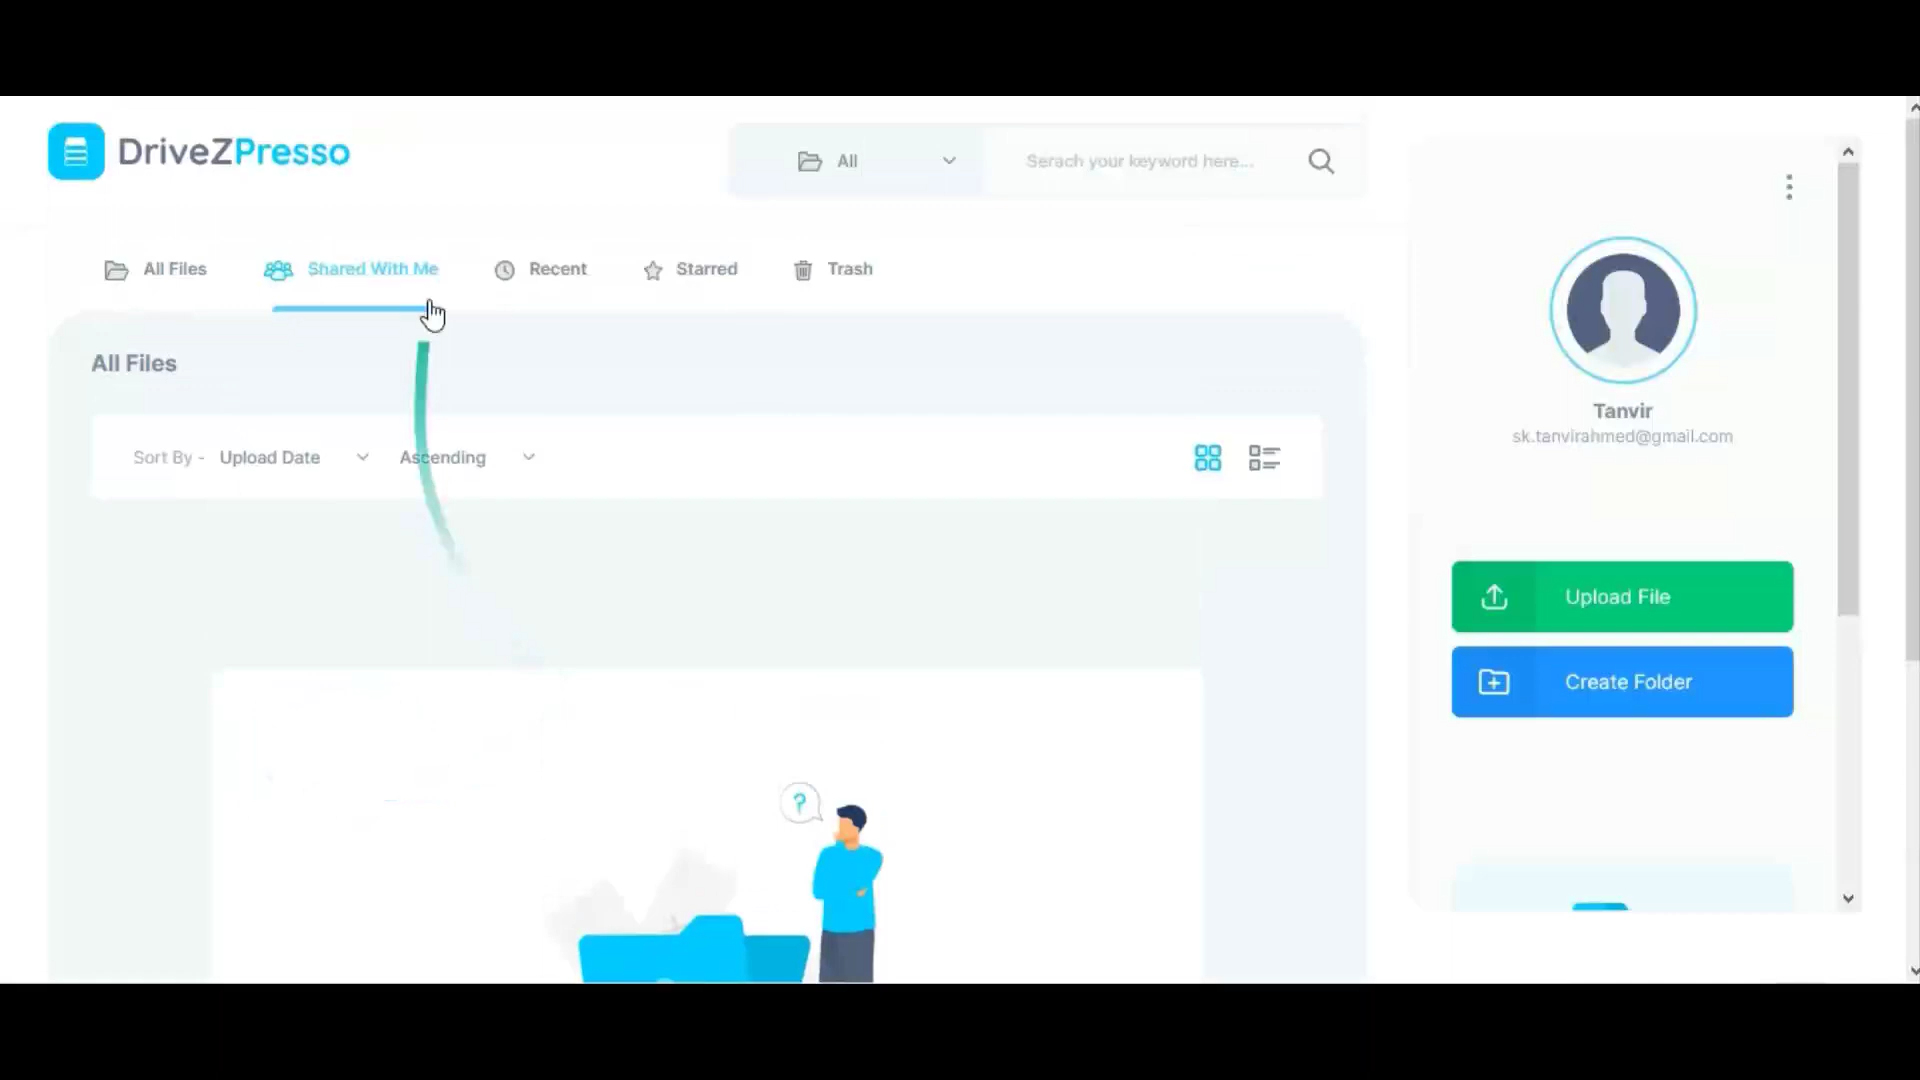 DriveZPresso
All
Serach your keyword here...
All Files
Shared With Me
Recent
Starred
Trash
All Files
Sort By - Upload Date
Ascending
?
Tanvir
sk.tanvirahmed@gmail.com
Upload File
Create Folder